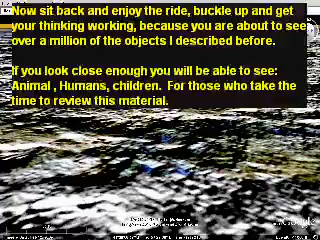 Now sit back and enjoy the ride, buckle up and get
your thinking working, because you are about to see
over a million of the objects I described before.
If you look close enough you will be able to see:
Animal , Humans, children. For those who take the
time to review this material.
Google